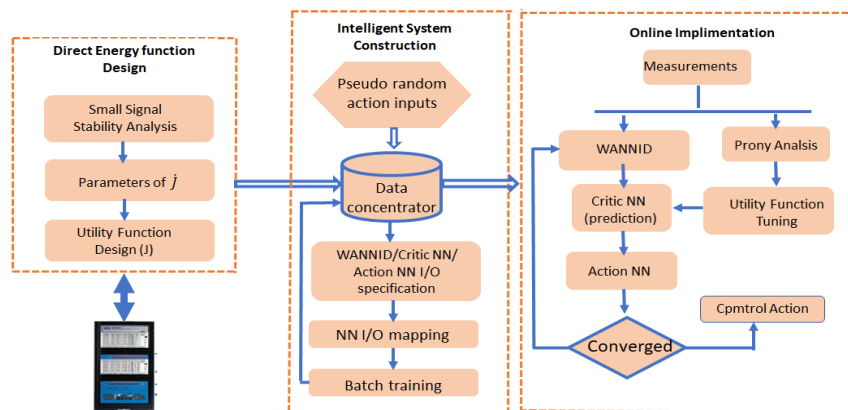 Direct Energy function
Design
Small Signal
Stability Analysis
Parameters of j
Utility Function
Design (J)
Intelligent System
Construction
Pseudo random
action inputs
Data
concentrator
WANNID/Critic NN/
Action NN I/O
specification
NN I/O mapping
Batch training
Online Implimentation
Measurements
WANNID
Prony Analsis
Critic NN
(prediction)
Utility Function
Tuning
Action NN
Cpmtrol Action
Converged